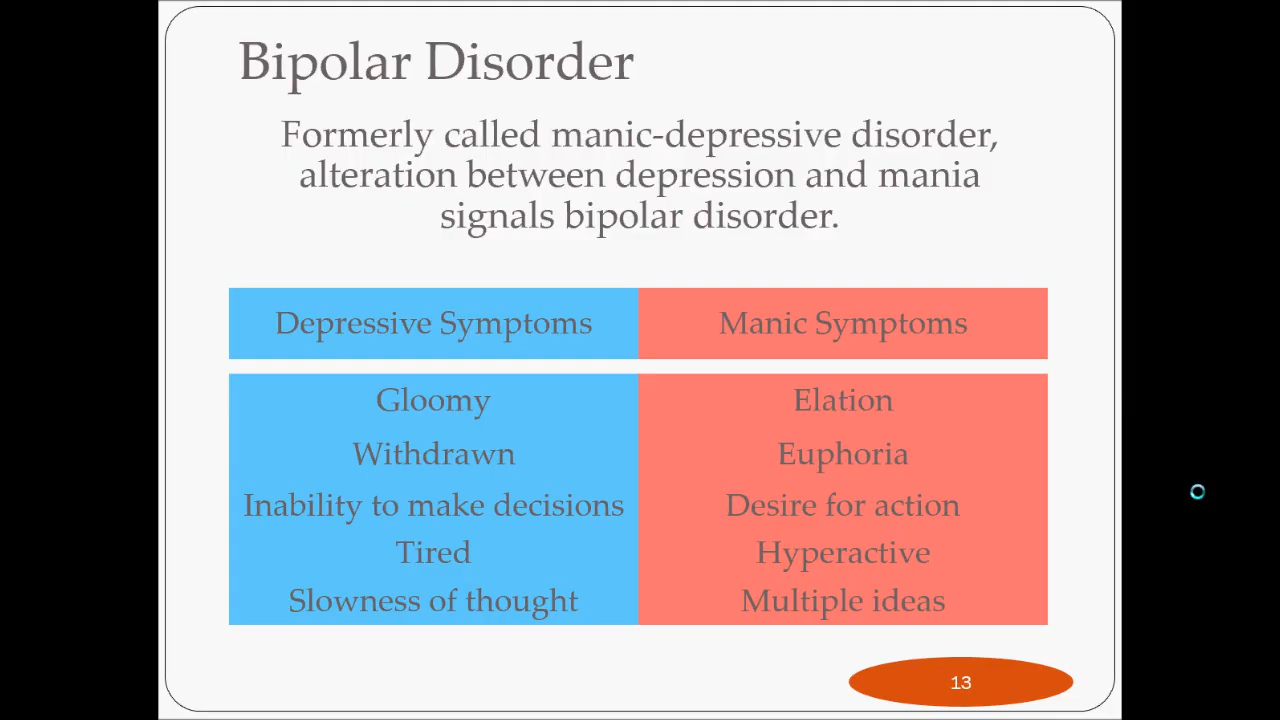 Bipolar Disorder
Formerly called manic-depressive disorder,
alteration between depression and mania
signals bipolar disorder.
Depressive Symptoms Manic Symptoms
Gloomy Elation
Withdrawn Euphoria
Inability to make decisions Desire for action
Tired Hyperactive
Slowness of thought Multiple ideas
13